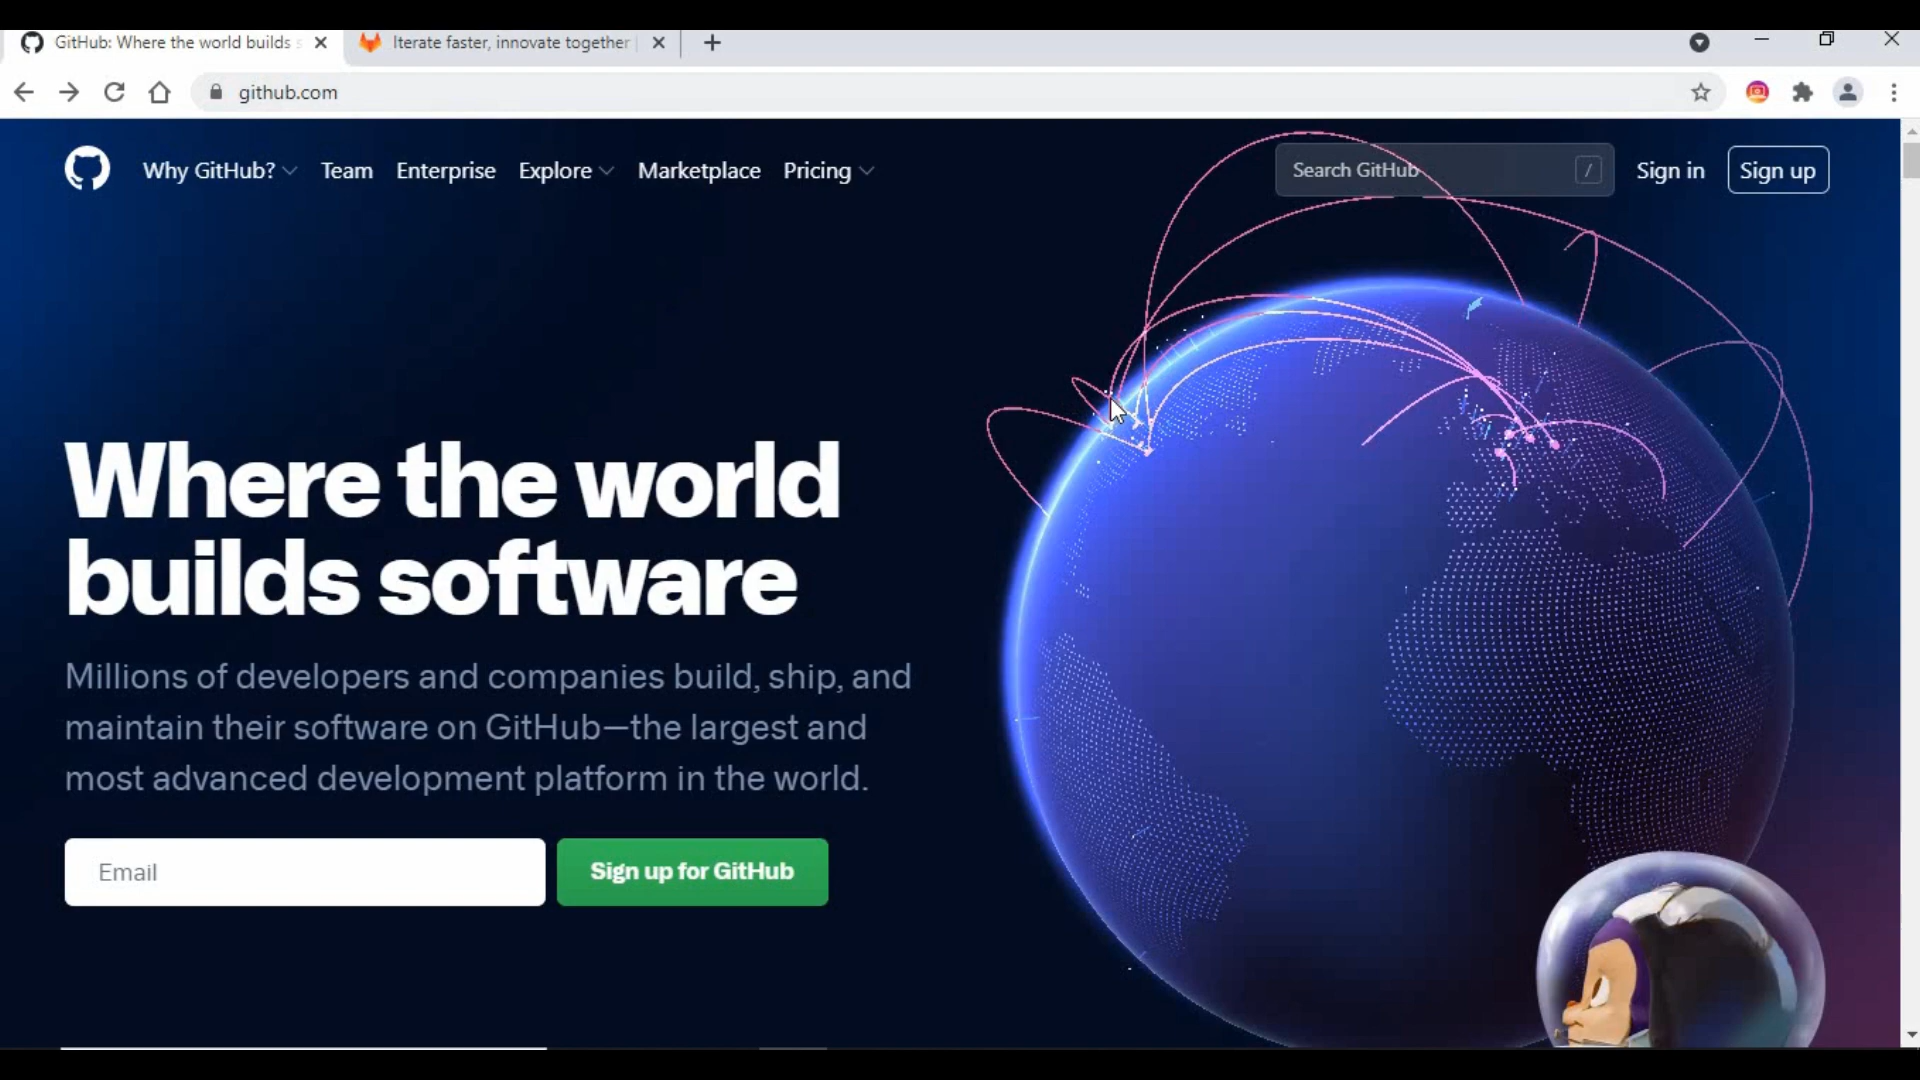 GitHub: Where the world builds s
Iterate faster, innovate together
github.com
Why GitHub? Team Enterprise Explore Marketplace Pricing
Search GitHub /
Sign in
Sign up
Where the world
builds software
Millions of developers and companies build, ship, and
maintain their software on GitHub—the largest and
most advanced development platform in the world.
Email
Sign up for GitHub